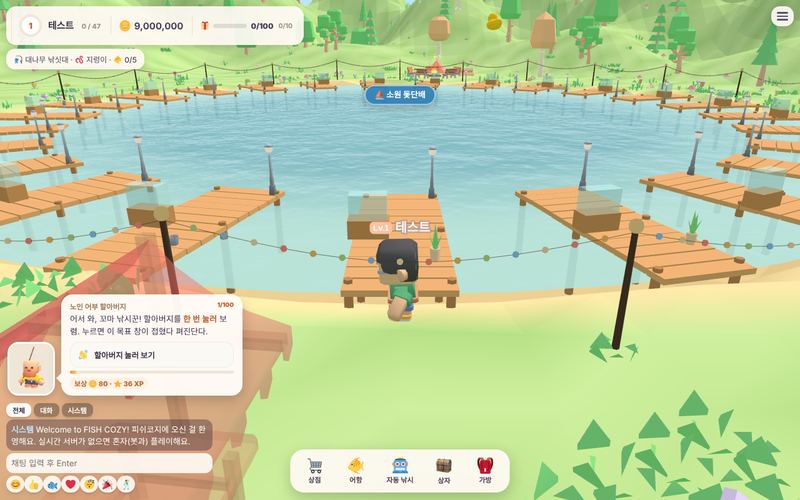 1 테스트 0 / 47 9,000,000 0/100 0/10
대나무 낚싯대 · 지렁이 · 0/5
소원 돛단배
Lv.1 테스트
노인 어부 할아버지 1/100
어서 와, 꼬마 낚시꾼! 할아버지를 한 번 눌러 보
렴. 누르면 이 목표 창이 접혔다 펴진단다.
할아버지 눌러 보기
보상 80 · 36 XP
전체 대화 시스템
시스템 Welcome to FISH COZY! 피쉬코지에 오신 걸 환
영해요. 실시간 서버가 없으면 혼자(봇과) 플레이해요.
채팅 입력 후 Enter
상점 어항 자동 낚시 상자 가방